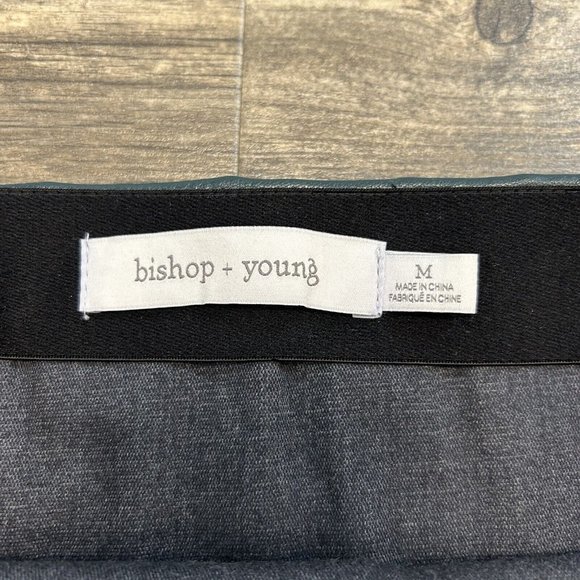 bishop + young
M
MADE IN CHINA
FABRIQUÉ EN CHINE